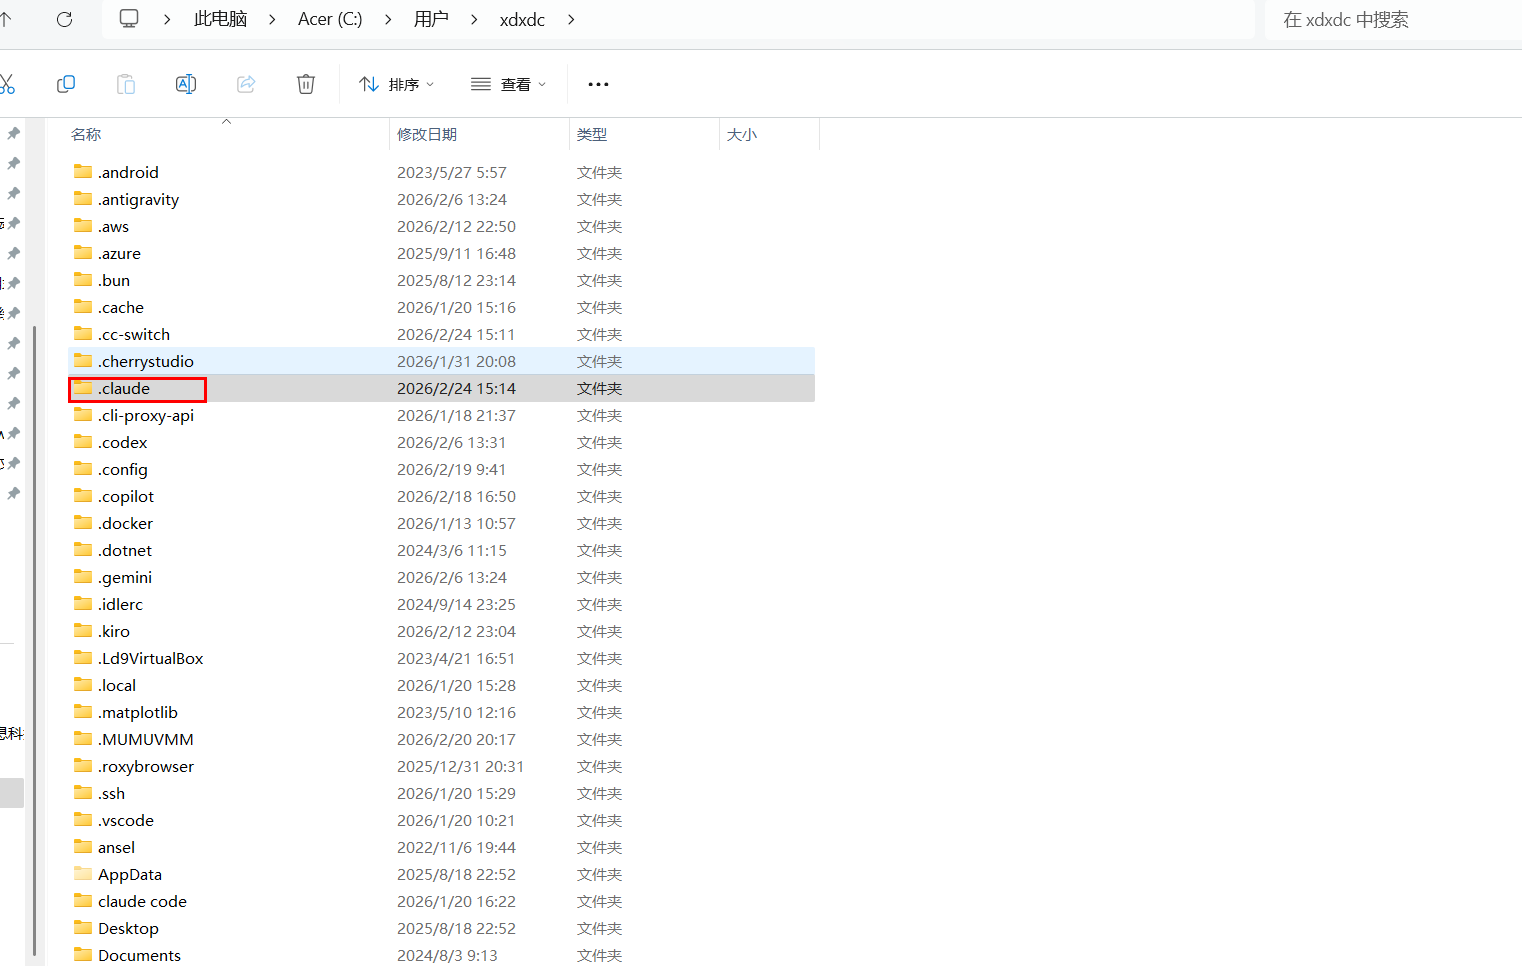 此电脑 > Acer (C:) > 用户 > xdxdc >
在 xdxdc 中搜索
排序 查看
名称 修改日期 类型 大小
.android 2023/5/27 5:57 文件夹
.antigravity 2026/2/6 13:24 文件夹
.aws 2026/2/12 22:50 文件夹
.azure 2025/9/11 16:48 文件夹
.bun 2025/8/12 23:14 文件夹
.cache 2026/1/20 15:16 文件夹
.cc-switch 2026/2/24 15:11 文件夹
.cherrystudio 2026/1/31 20:08 文件夹
.claude 2026/2/24 15:14 文件夹
.cli-proxy-api 2026/1/18 21:37 文件夹
.codex 2026/2/6 13:31 文件夹
.config 2026/2/19 9:41 文件夹
.copilot 2026/2/18 16:50 文件夹
.docker 2026/1/13 10:57 文件夹
.dotnet 2024/3/6 11:15 文件夹
.gemini 2026/2/6 13:24 文件夹
.idlerc 2024/9/14 23:25 文件夹
.kiro 2026/2/12 23:04 文件夹
.Ld9VirtualBox 2023/4/21 16:51 文件夹
.local 2026/1/20 15:28 文件夹
.matplotlib 2023/5/10 12:16 文件夹
.MUMUVMM 2026/2/20 20:17 文件夹
.roxybrowser 2025/12/31 20:31 文件夹
.ssh 2026/1/20 15:29 文件夹
.vscode 2026/1/20 10:21 文件夹
ansel 2022/11/6 19:44 文件夹
AppData 2025/8/18 22:52 文件夹
claude code 2026/1/20 16:22 文件夹
Desktop 2025/8/18 22:52 文件夹
Documents 2024/8/3 9:13 文件夹